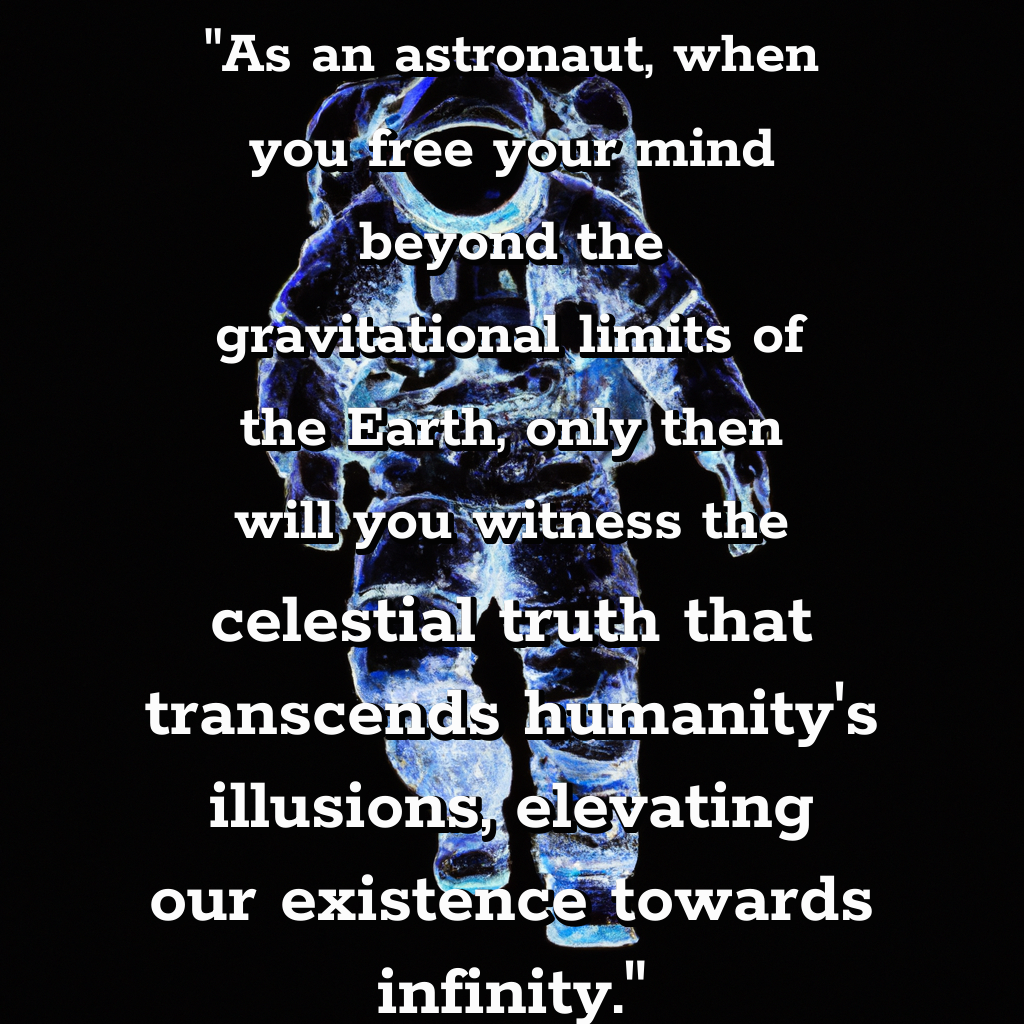 "As an astronaut, when
you free your mind
beyond the
gravitational limits of
the Earth, only then
will you witness the
celestial truth that
transcends humanity's
illusions, elevating
our existence towards
infinity."